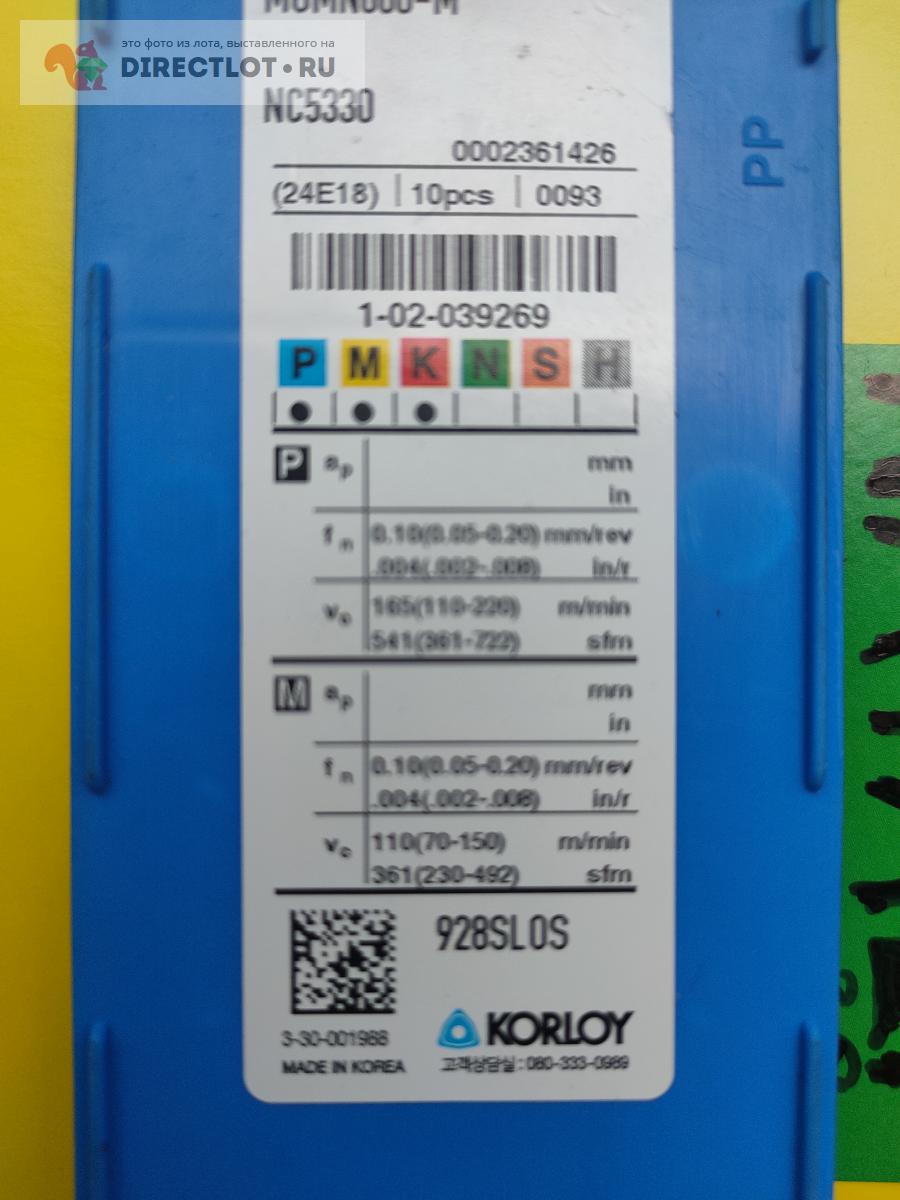 это фото из лота, выставленного на
DIRECTLOT•RU
NC5330
0002361426
(24E18) 10pcs 0093
1-02-039269
P M K N S H
P ap mm
in
fn 0.10(0.05-0.20) mm/rev
.004(.002-.008) in/r
vc 165(110-220) m/min
541(361-722) sfm
M ap mm
in
fn 0.10(0.05-0.20) mm/rev
.004(.002-.008) in/r
vc 110(70-150) m/min
361(230-492) sfm
928SL0S
3-30-001988
KORLOY
MADE IN KOREA
고객상담실 : 080-333-0989
PP